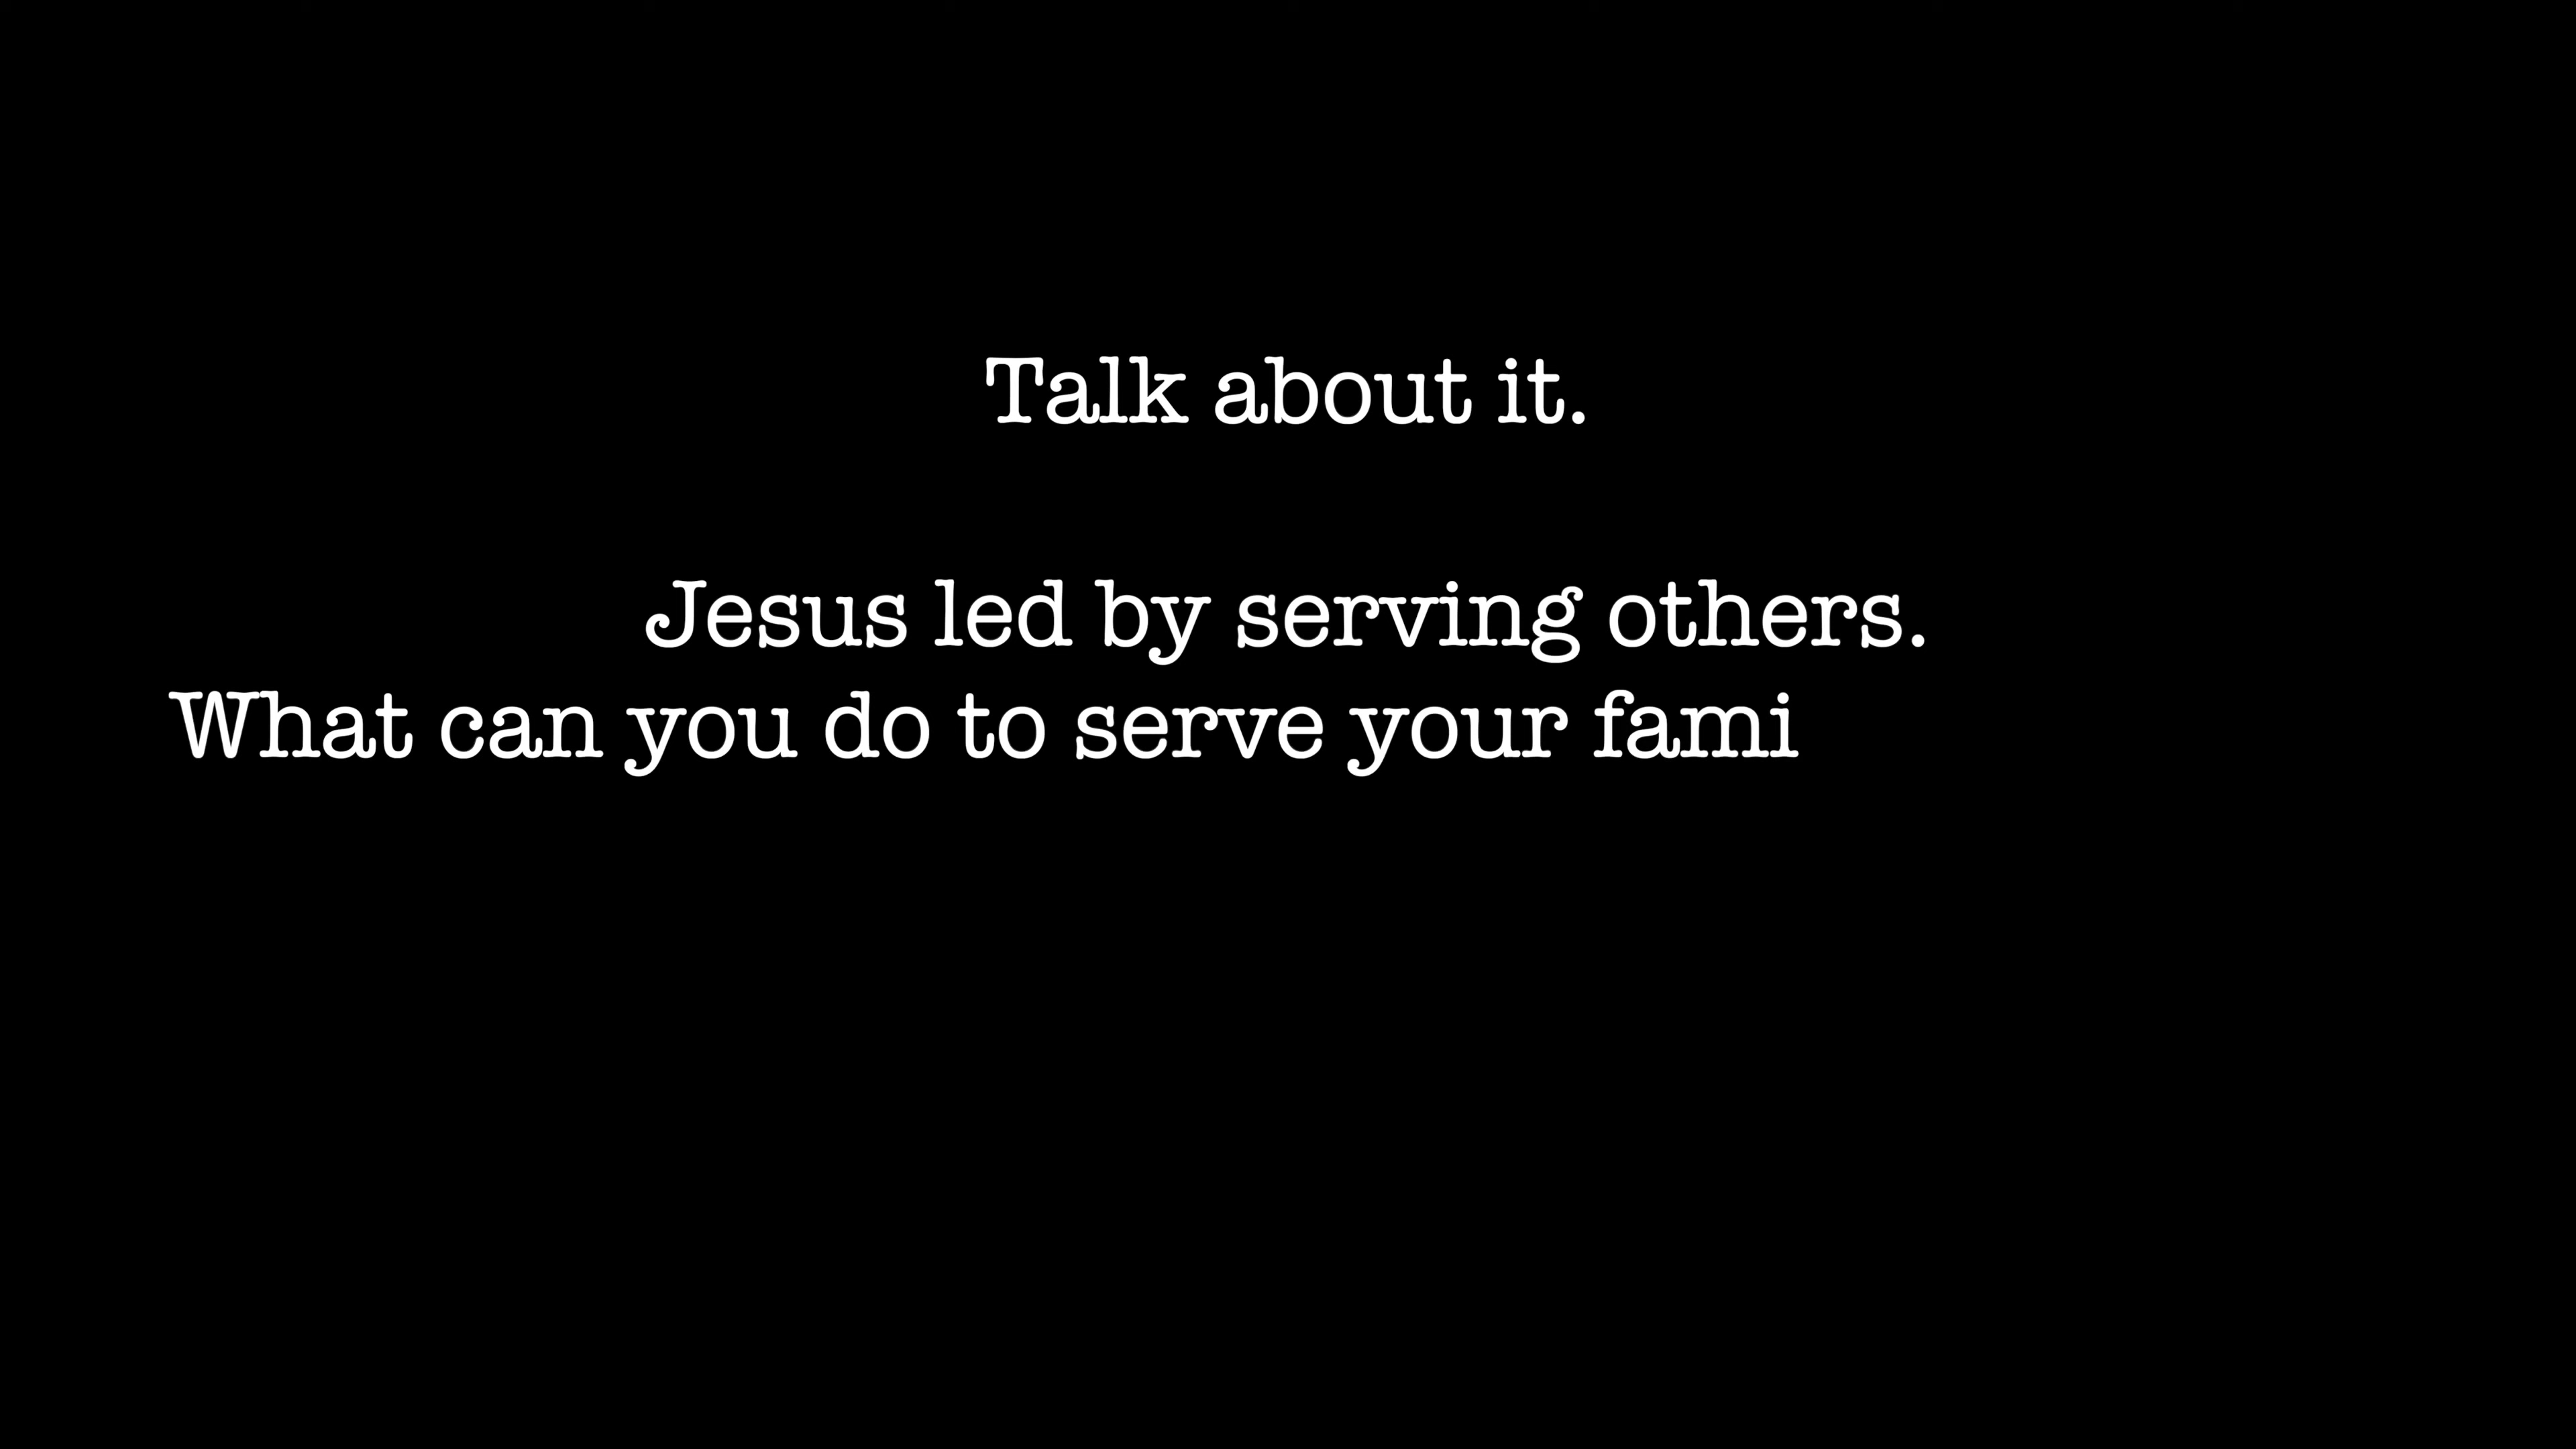 Talk about it.
Jesus led by serving others.
What can you do to serve your fami